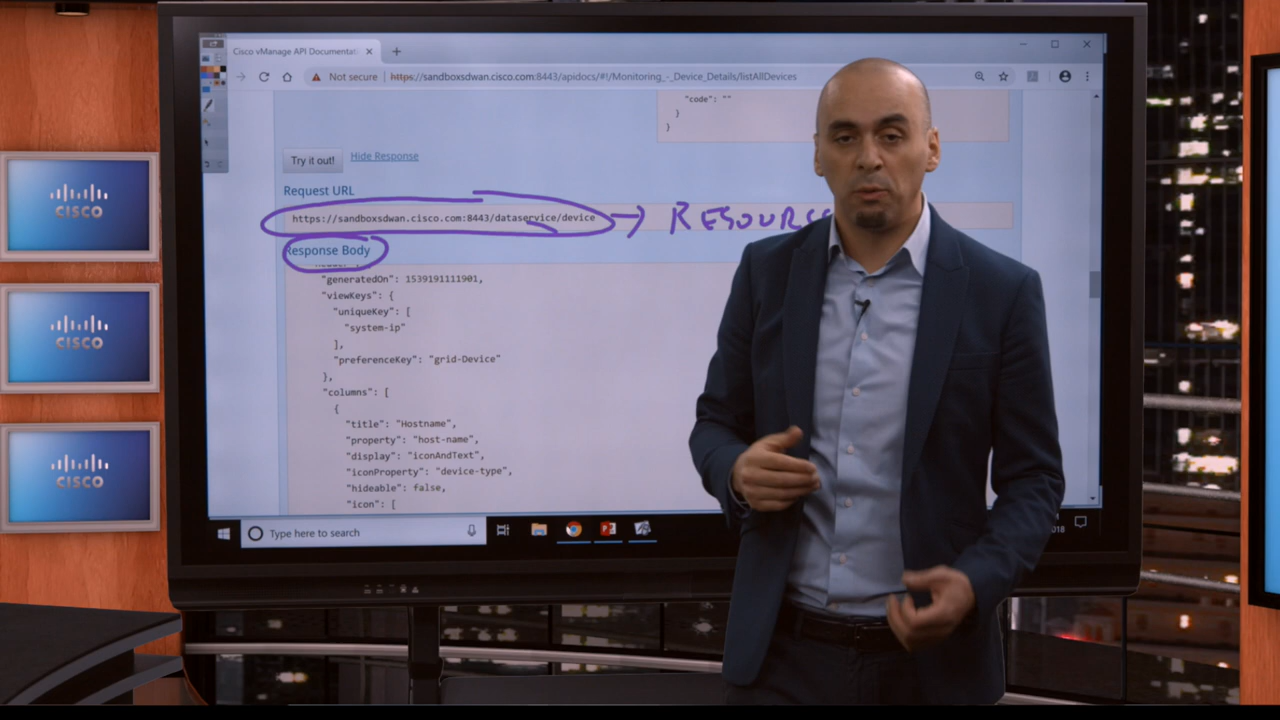 Cisco vManage API Documentati
Not secure | https://sandboxsdwan.cisco.com:8443/apidocs/#!/Monitoring_-_Device_Details/listAllDevices
"code": ""
}
}
Try it out! Hide Response
Request URL
https://sandboxsdwan.cisco.com:8443/dataservice/device
RESOUR
Response Body
"generatedOn": 1539191111901,
"viewKeys": {
"uniqueKey": [
"system-ip"
],
"preferenceKey": "grid-Device"
},
"columns": [
{
"title": "Hostname",
"property": "host-name",
"display": "iconAndText",
"iconProperty": "device-type",
"hideable": false,
"icon": [
Type here to search
018
CISCO
CISCO
CISCO